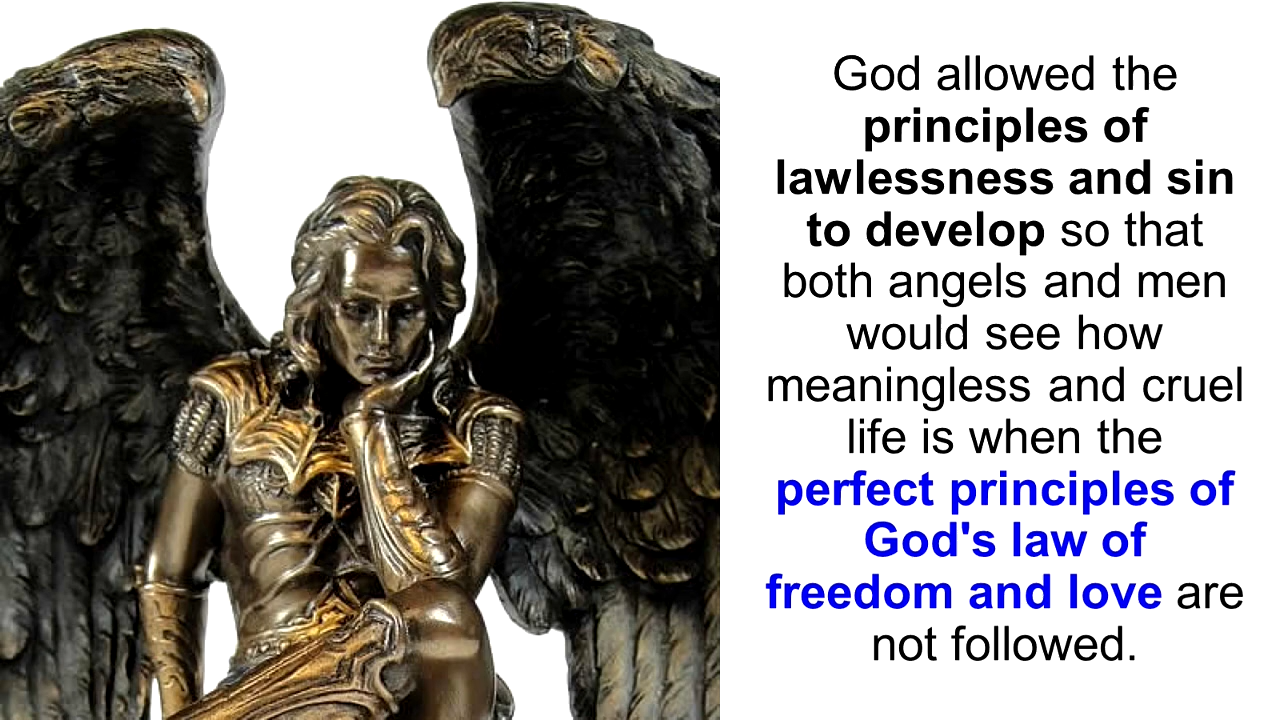 God allowed the
principles of
lawlessness and sin
to develop so that
both angels and men
would see how
meaningless and cruel
life is when the
perfect principles of
God's law of
freedom and love are
not followed.